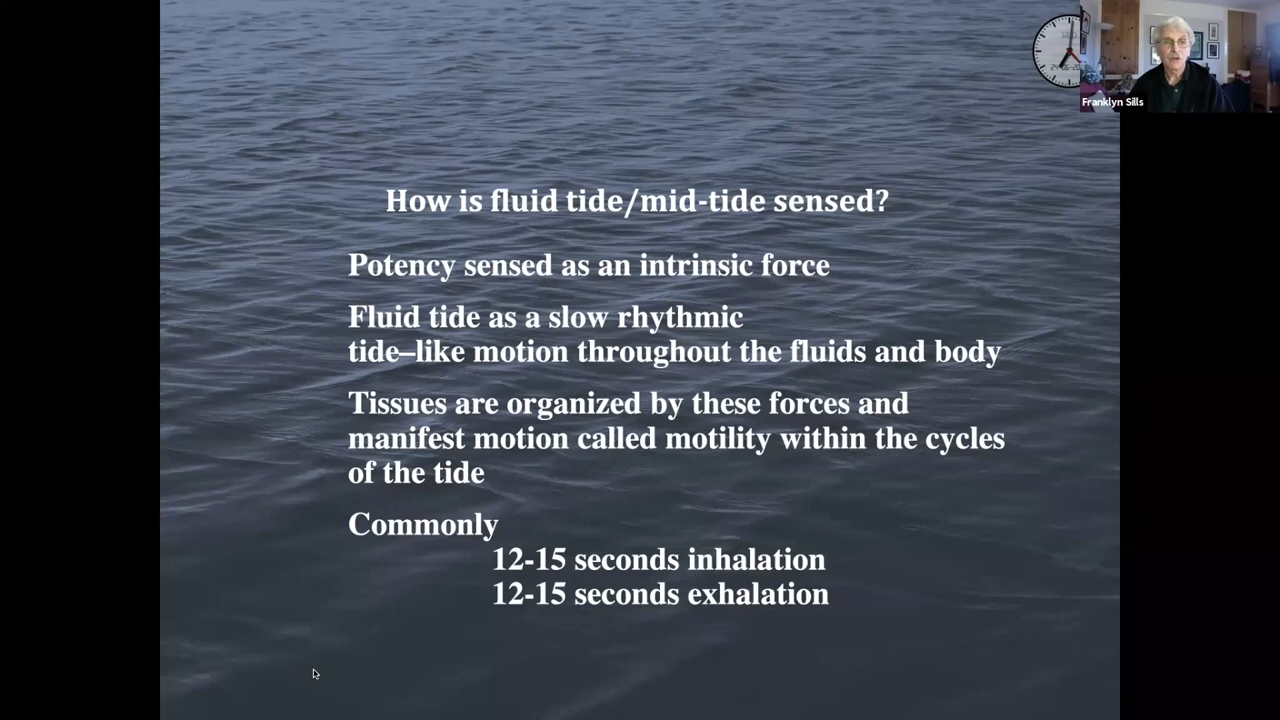 How is fluid tide/mid-tide sensed?
Potency sensed as an intrinsic force
Fluid tide as a slow rhythmic
tide–like motion throughout the fluids and body
Tissues are organized by these forces and
manifest motion called motility within the cycles
of the tide
Commonly
12-15 seconds inhalation
12-15 seconds exhalation
Franklyn Sills